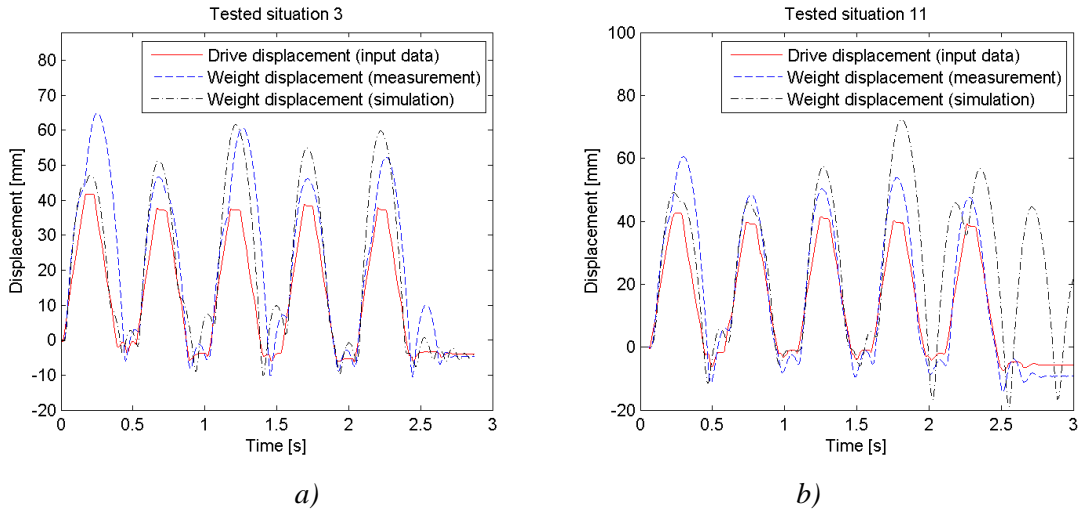 Tested situation 3
80
70
60
50
40
30
20
10
0
-10
-20
Displacement [mm]
Drive displacement (input data)
Weight displacement (measurement)
Weight displacement (simulation)
0 0.5 1 1.5 2 2.5 3
Time [s]
a)
Tested situation 11
100
80
60
40
20
0
-20
Displacement [mm]
Drive displacement (input data)
Weight displacement (measurement)
Weight displacement (simulation)
0 0.5 1 1.5 2 2.5 3
Time [s]
b)